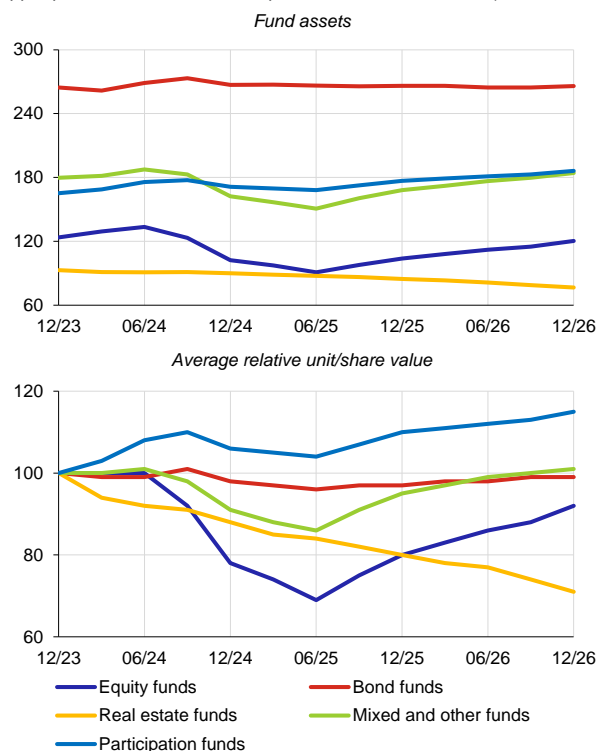 Fund assets
300
240
180
120
60
12/23 06/24 12/24 06/25 12/25 06/26 12/26
Average relative unit/share value
120
100
80
60
12/23 06/24 12/24 06/25 12/25 06/26 12/26
Equity funds Bond funds
Real estate funds Mixed and other funds
Participation funds